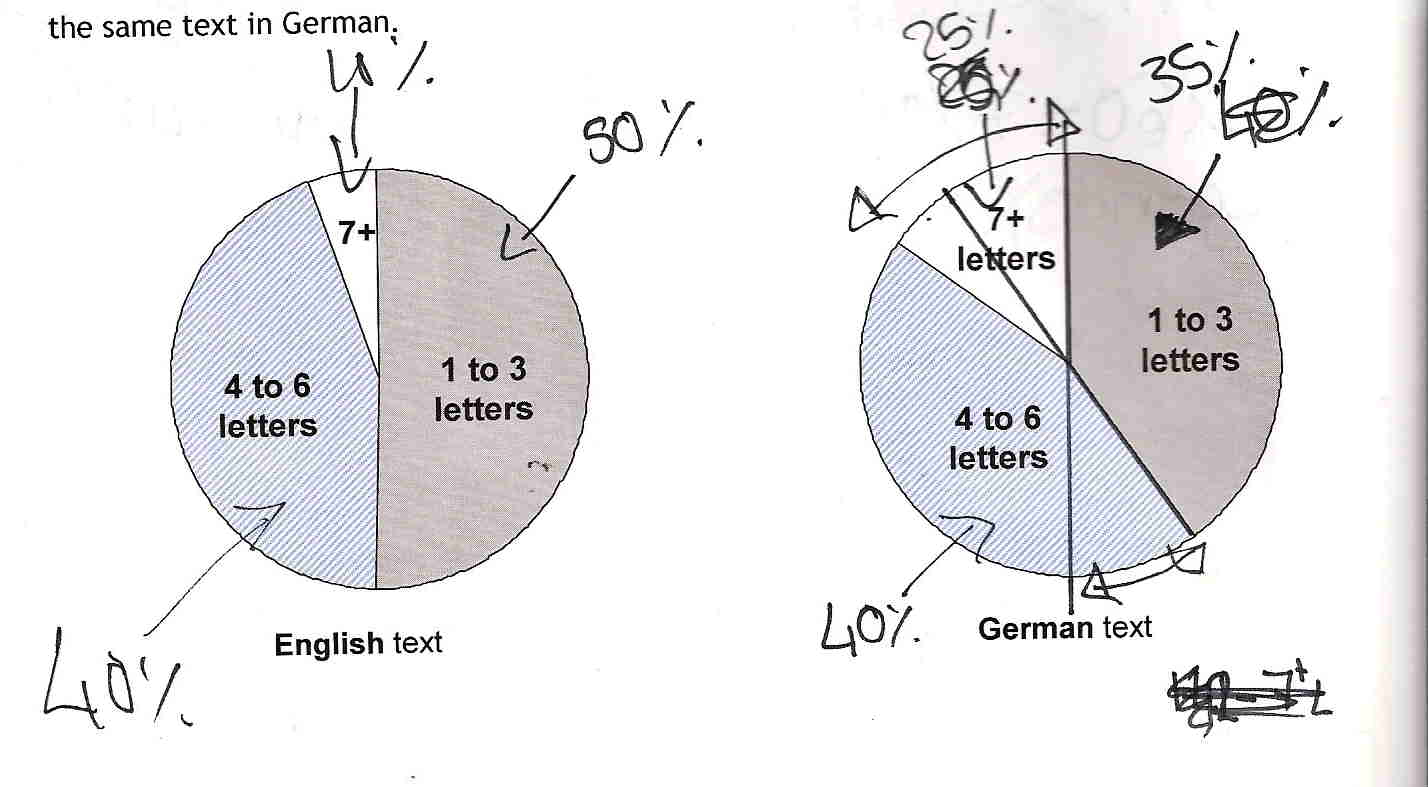 the same text in German.
50%.
7+
4 to 6
letters
1 to 3
letters
40%.
English text
25%.
35%.
7+
letters
1 to 3
letters
4 to 6
letters
40%.
German text